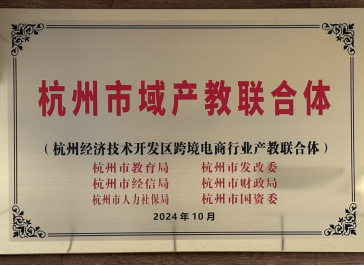 杭州市域产教联合体
（杭州经济技术开发区跨境电商行业产教联合体）
杭州市教育局 杭州市发改委
杭州市经信局 杭州市财政局
杭州市人力社保局 杭州市国资委
2024年10月